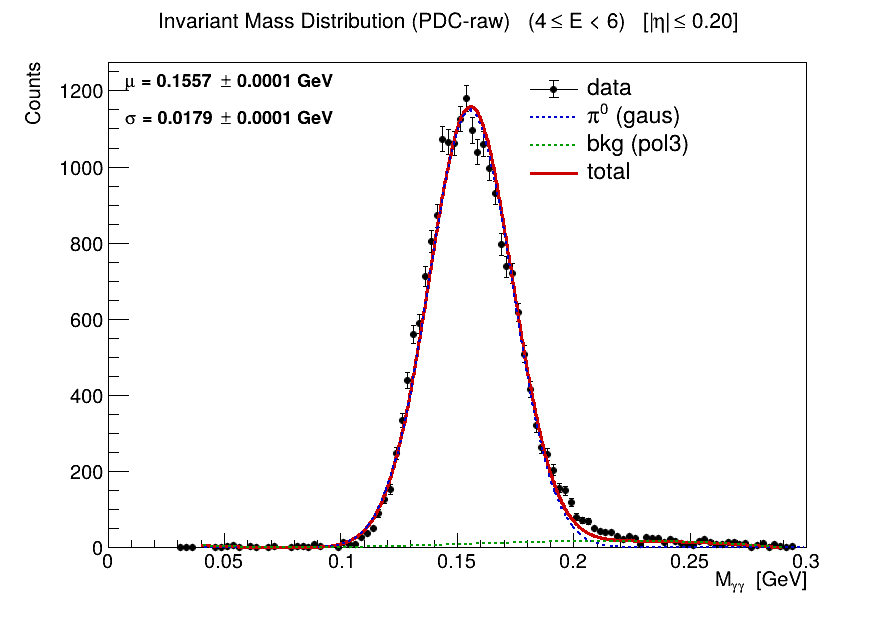 Invariant Mass Distribution (PDC-raw) (4 ≤ E < 6) [|η| ≤ 0.20]
Counts
μ = 0.1557 ± 0.0001 GeV
σ = 0.0179 ± 0.0001 GeV
data
π⁰ (gaus)
bkg (pol3)
total
1200
1000
800
600
400
200
0
0 0.05 0.1 0.15 0.2 0.25 0.3
Mγγ [GeV]